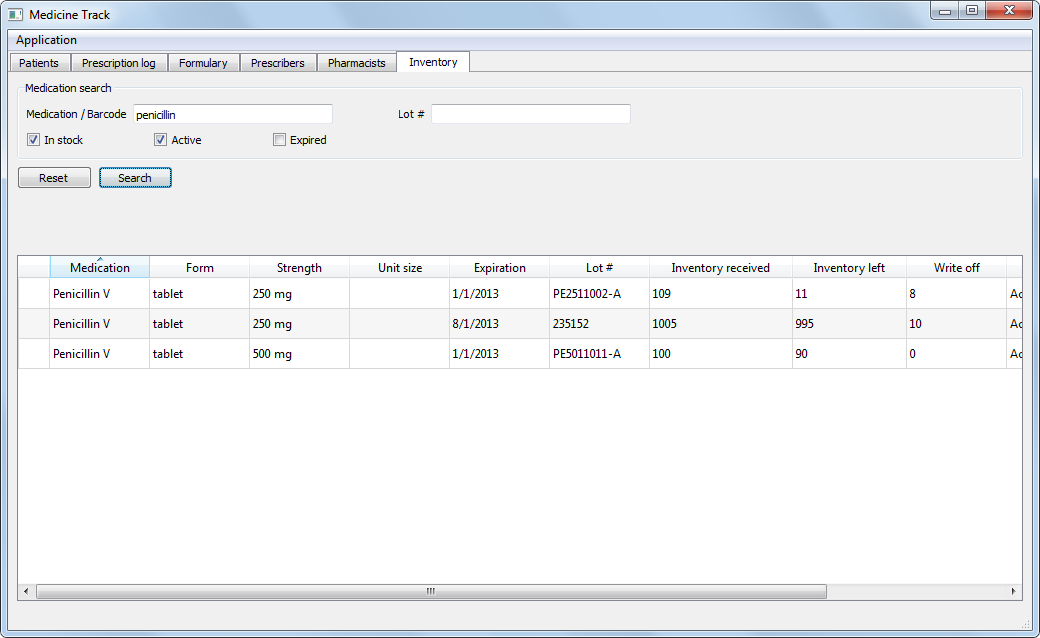 Medicine Track
Application
Patients Prescription log Formulary Prescribers Pharmacists Inventory
Medication search
Medication / Barcode penicillin Lot #
In stock Active Expired
Reset Search
Medication Form Strength Unit size Expiration Lot # Inventory received Inventory left Write off
Penicillin V tablet 250 mg 1/1/2013 PE2511002-A 109 11 8
Penicillin V tablet 250 mg 8/1/2013 235152 1005 995 10
Penicillin V tablet 500 mg 1/1/2013 PE5011011-A 100 90 0